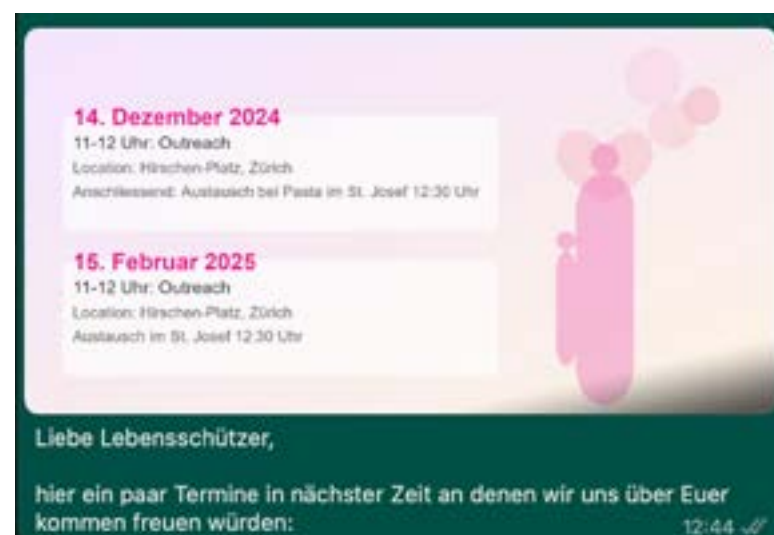 14. Dezember 2024
11-12 Uhr: Outreach
Location: Hirschen-Platz, Zürich
Anschliessend: Austausch bei Pasta im St. Josef 12:30 Uhr
15. Februar 2025
11-12 Uhr: Outreach
Location: Hirschen-Platz, Zürich
Austausch im St. Josef 12:30 Uhr
Liebe Lebensschützer,
hier ein paar Termine in nächster Zeit an denen wir uns über Euer
kommen freuen würden:
12:44